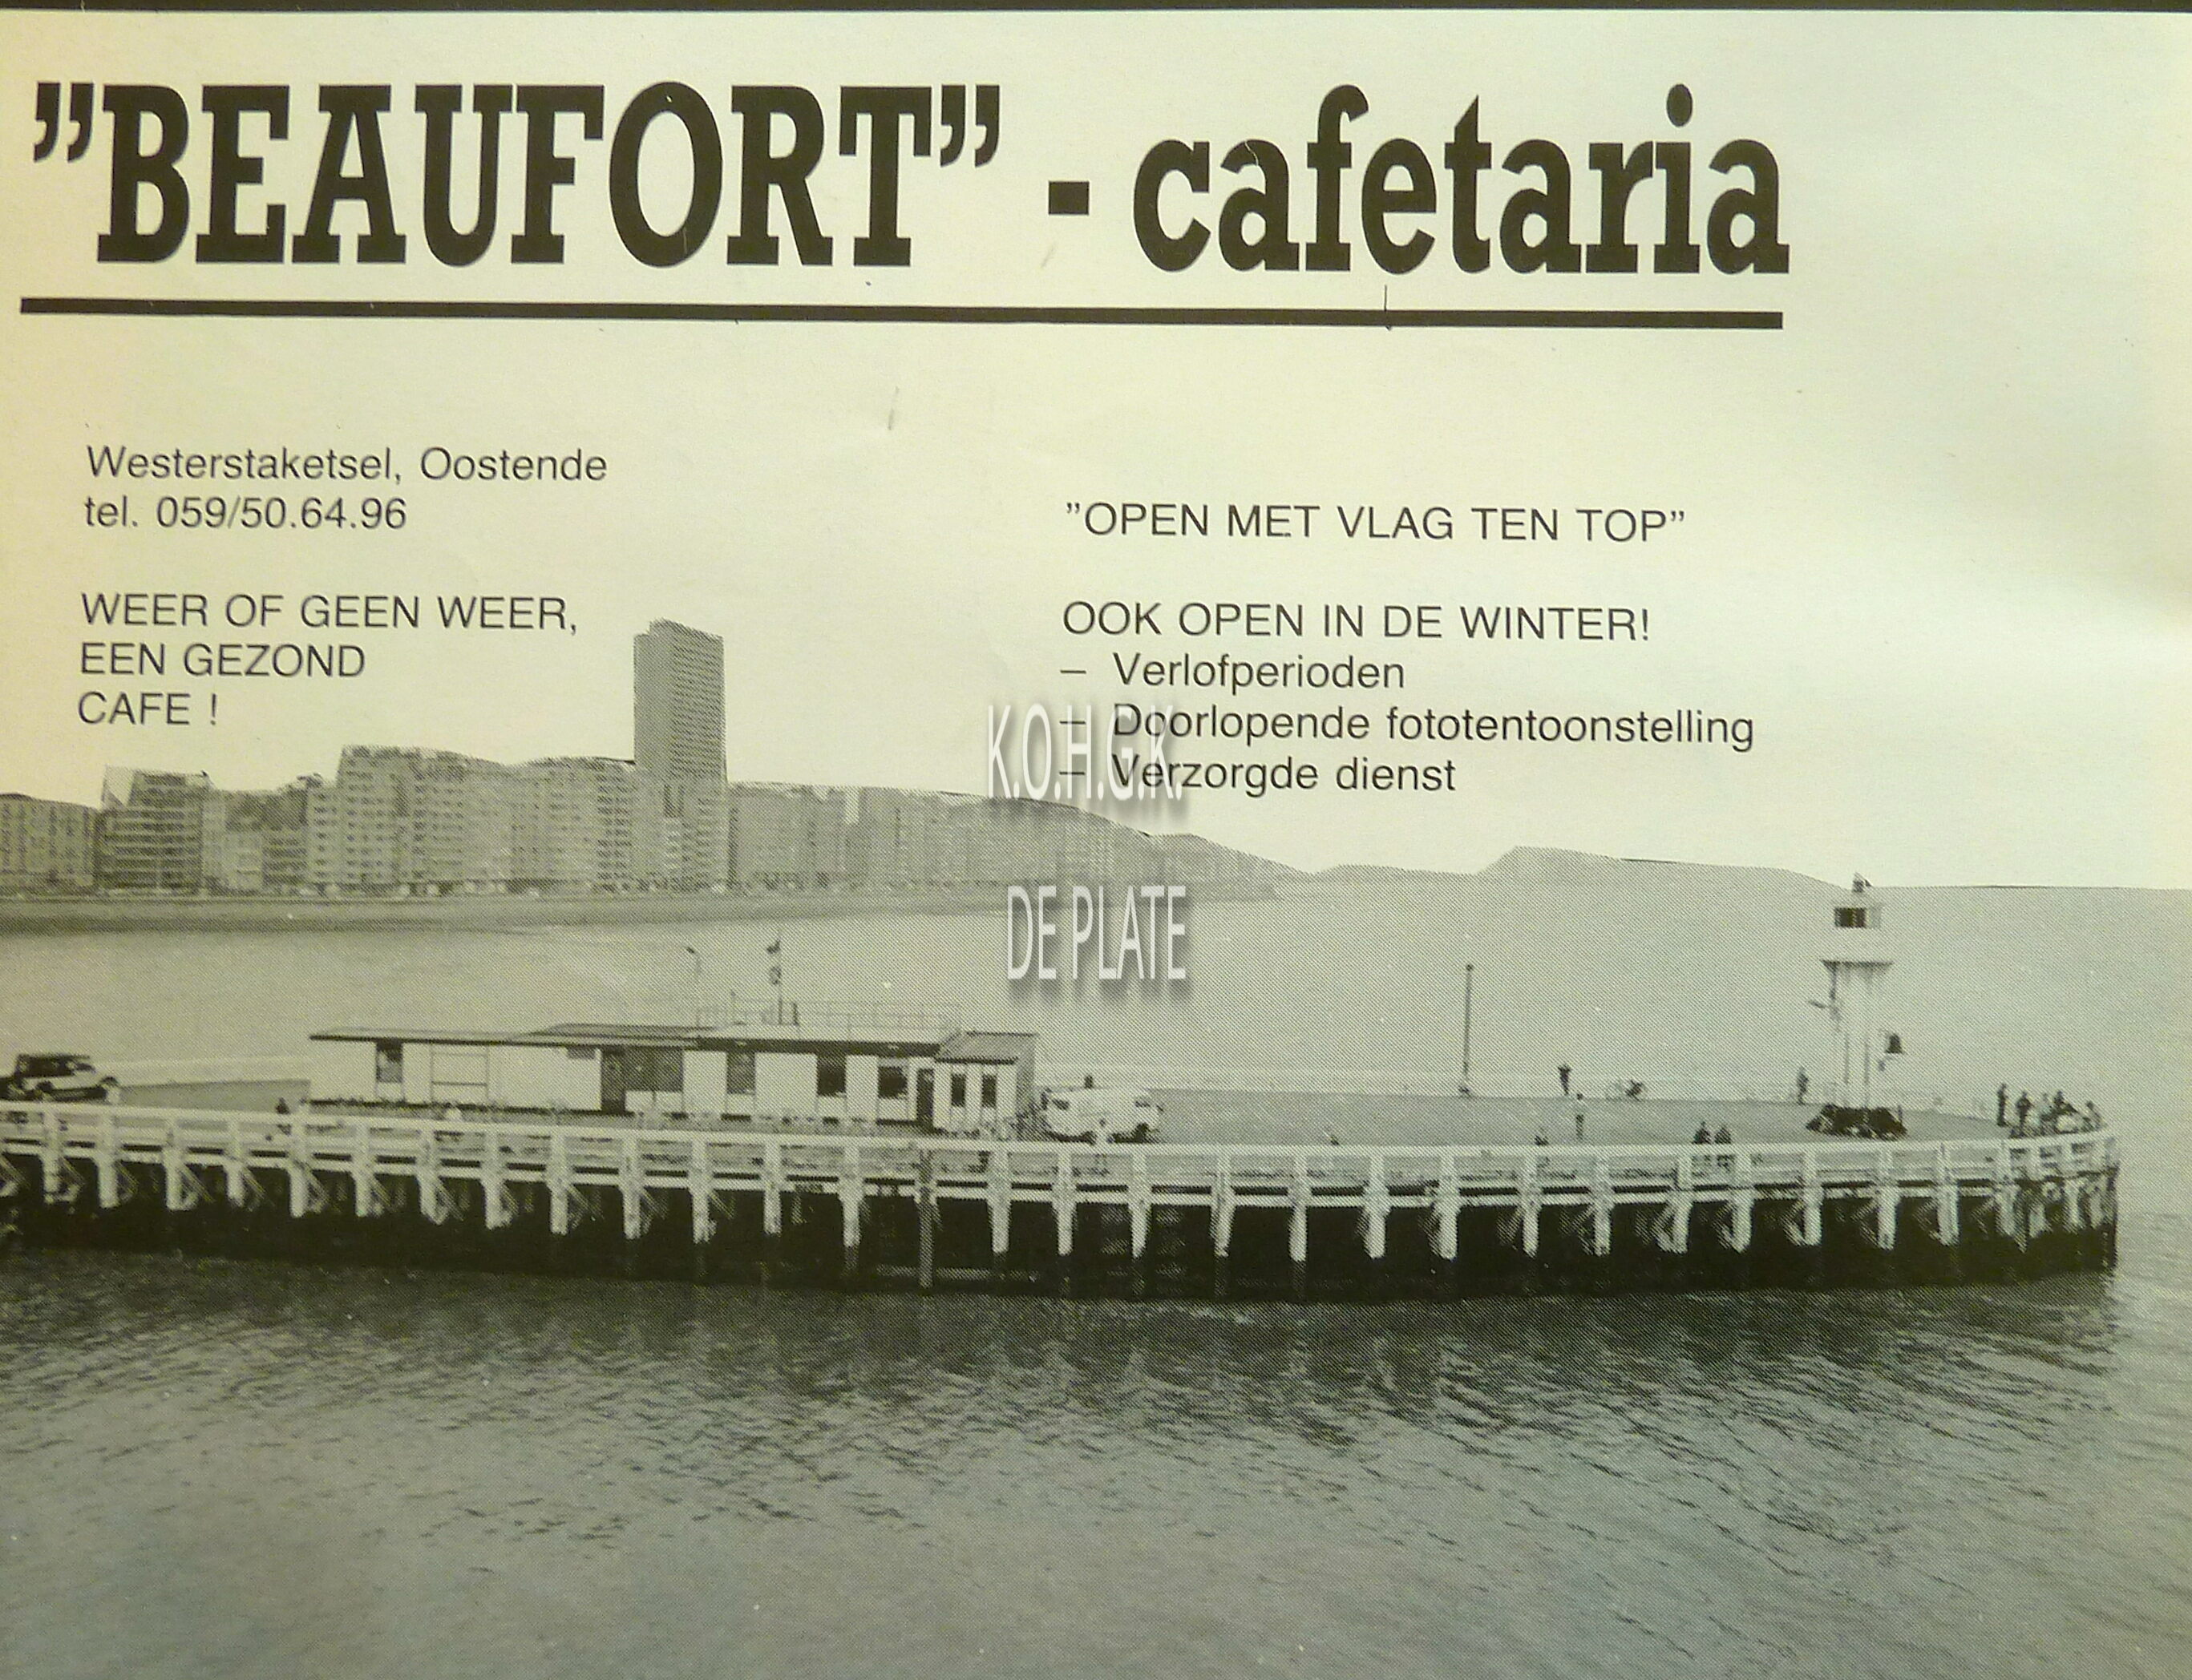 ”BEAUFORT” - cafetaria
Westerstaketsel, Oostende
tel. 059/50.64.96
WEER OF GEEN WEER,
EEN GEZOND
CAFE !
”OPEN MET VLAG TEN TOP”
OOK OPEN IN DE WINTER!
– Verlofperioden
– Doorlopende fototentoonstelling
– Verzorgde dienst
K.O.H.G.K.
DE PLATE